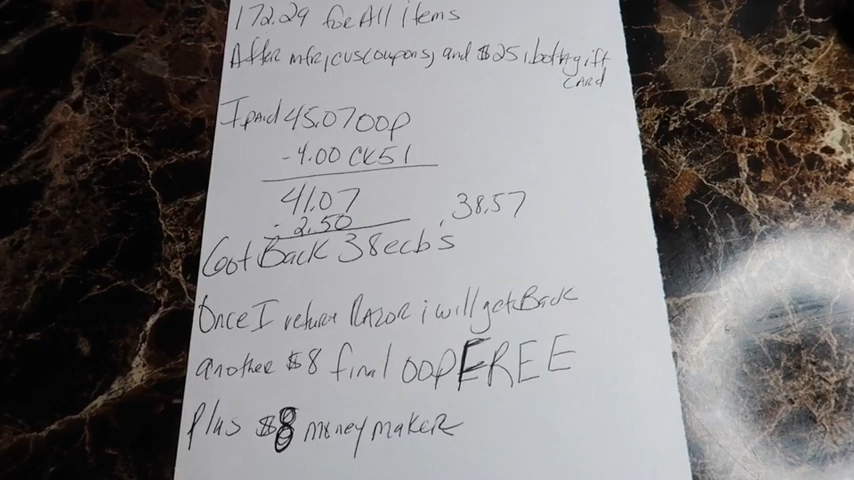 172.29 for All items
After mfr, cvs coupons, and $25, both gift
CARD
I paid 45.07 OOP
-4.00 CK51
41.07
- 2.50
38.57
Got Back 38 ecbs
Once I return RAZOR i will get Back
another $8 final OOP FREE
Plus $8 money maker